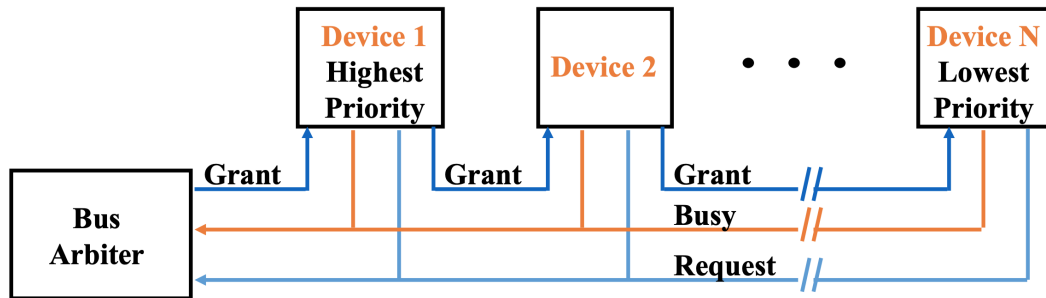 Device 1
Highest
Priority
Device 2
Device N
Lowest
Priority
Grant
Grant
Grant
Bus
Arbiter
Busy
Request